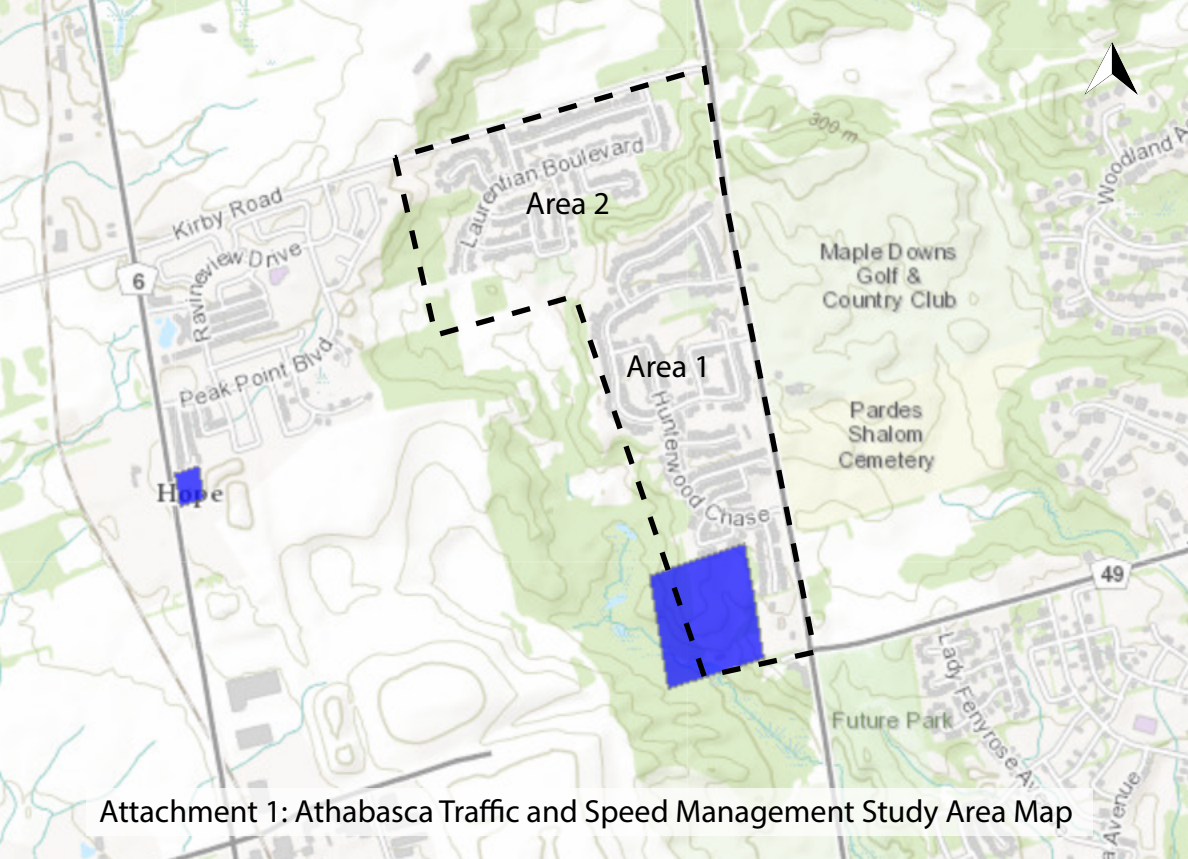 300 m
Woodland A
Laurentian Boulevard
Area 2
Kirby Road
6
Ravineview Drive
Maple Downs
Golf &
Country Club
Peak Point Blvd
Area 1
Hunterwood Chase
Pardes
Shalom
Cemetery
Hope
49
Lady Fenyrose Av
Future Park
a Avenue
Attachment 1: Athabasca Traffic and Speed Management Study Area Map